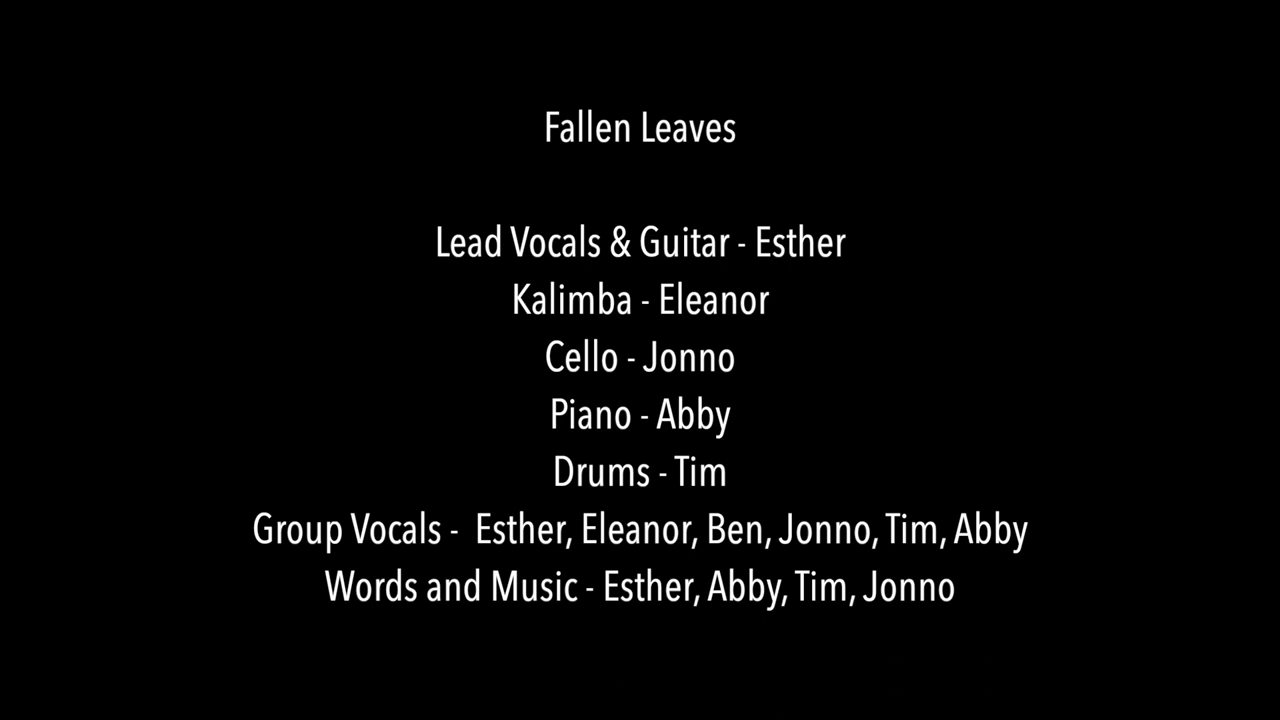 Fallen Leaves
Lead Vocals & Guitar - Esther
Kalimba - Eleanor
Cello - Jonno
Piano - Abby
Drums - Tim
Group Vocals -  Esther, Eleanor, Ben, Jonno, Tim, Abby
Words and Music - Esther, Abby, Tim, Jonno